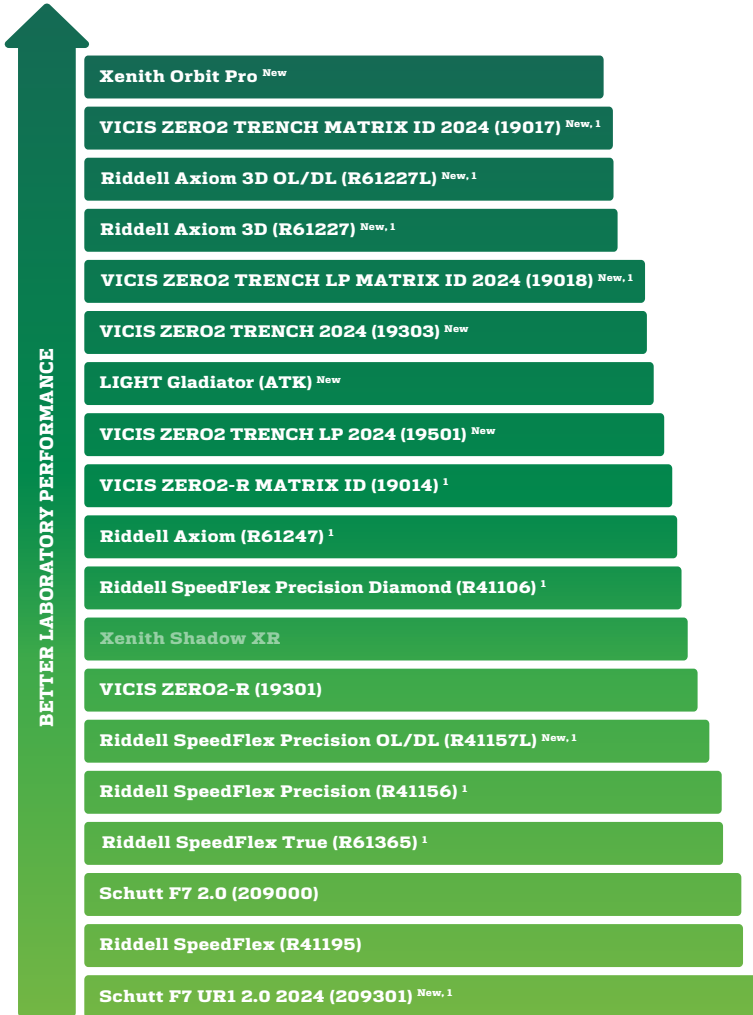 Xenith Orbit Pro New
VICIS ZERO2 TRENCH MATRIX ID 2024 (19017) New, 1
Riddell Axiom 3D OL/DL (R61227L) New, 1
Riddell Axiom 3D (R61227) New, 1
VICIS ZERO2 TRENCH LP MATRIX ID 2024 (19018) New, 1
VICIS ZERO2 TRENCH 2024 (19303) New
LIGHT Gladiator (ATK) New
VICIS ZERO2 TRENCH LP 2024 (19501) New
VICIS ZERO2-R MATRIX ID (19014) 1
Riddell Axiom (R61247) 1
Riddell SpeedFlex Precision Diamond (R41106) 1
Xenith Shadow XR
VICIS ZERO2-R (19301)
Riddell SpeedFlex Precision OL/DL (R41157L) New, 1
Riddell SpeedFlex Precision (R41156) 1
Riddell SpeedFlex True (R61365) 1
Schutt F7 2.0 (209000)
Riddell SpeedFlex (R41195)
Schutt F7 UR1 2.0 2024 (209301) New, 1
BETTER LABORATORY PERFORMANCE